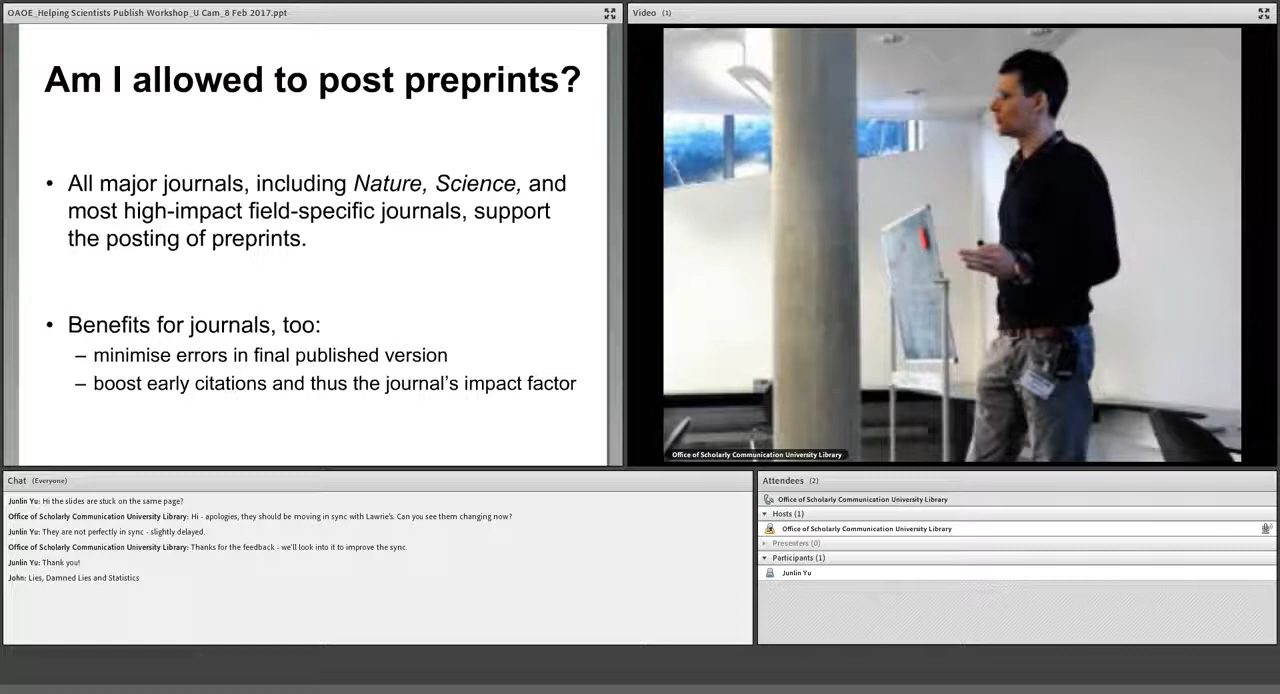 OAOE_Helping Scientists Publish Workshop_U Cam_8 Feb 2017.ppt
Am I allowed to post preprints?
• All major journals, including Nature, Science, and
most high-impact field-specific journals, support
the posting of preprints.
• Benefits for journals, too:
– minimise errors in final published version
– boost early citations and thus the journal's impact factor
Video (1)
Office of Scholarly Communication University Library
Chat (Everyone)
Junlin Yu: Hi the slides are stuck on the same page?
Office of Scholarly Communication University Library: Hi - apologies, they should be moving in sync with Lawrie's. Can you see them changing now?
Junlin Yu: They are not perfectly in sync - slightly delayed.
Office of Scholarly Communication University Library: Thanks for the feedback - we'll look into it to improve the sync.
Junlin Yu: Thank you!
John: Lies, Damned Lies and Statistics
Attendees (2)
Office of Scholarly Communication University Library
Hosts (1)
Office of Scholarly Communication University Library
Presenters (0)
Participants (1)
Junlin Yu